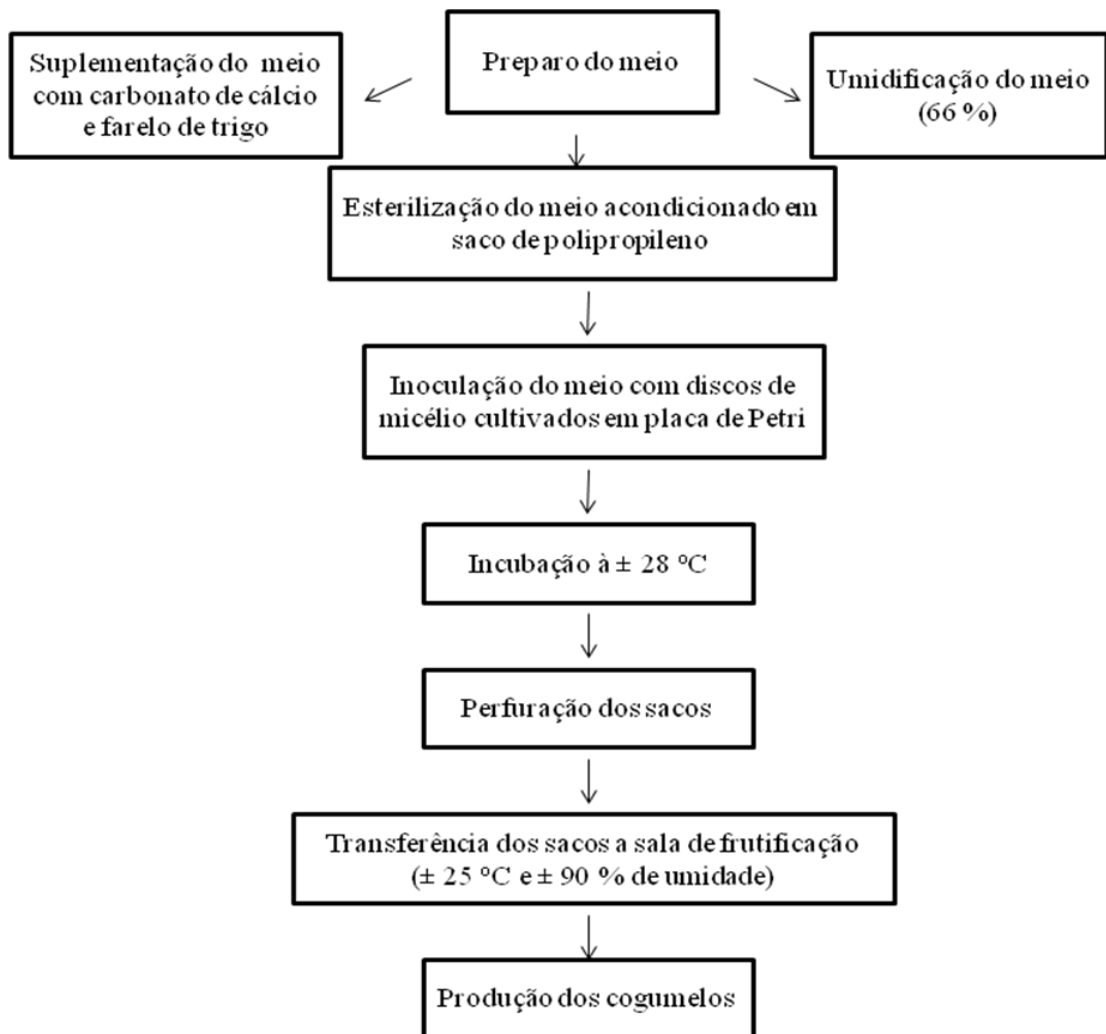 Suplementação do meio
com carbonato de cálcio
e farelo de trigo
Preparo do meio
Umidificação do meio
(66 %)
Esterilização do meio acondicionado em
saco de polipropileno
Inoculação do meio com discos de
micélio cultivados em placa de Petri
Incubação à ± 28 ºC
Perfuração dos sacos
Transferência dos sacos a sala de frutificação
(± 25 ºC e ± 90 % de umidade)
Produção dos cogumelos